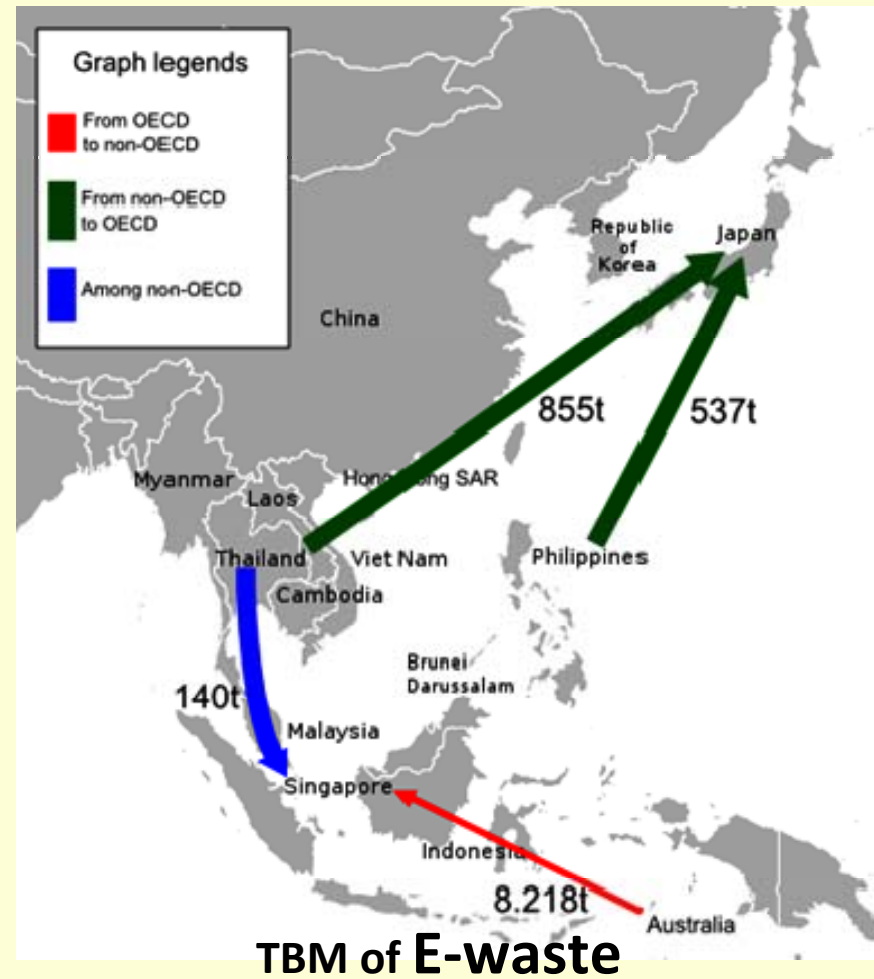 Graph legends
From OECD
to non-OECD
From non-OECD
to OECD
Among non-OECD
Republic
of
Korea
Japan
China
855t
537t
Myanmar
Laos
Hong Kong SAR
Thailand
Viet Nam
Philippines
Cambodia
Brunei
Darussalam
140t
Malaysia
Singapore
Indonesia
8.218t
Australia
TBM of E-waste